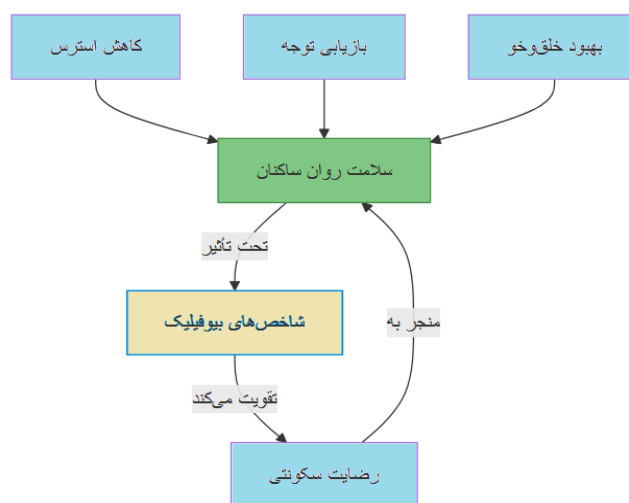 بهبود خلق‌وخو
بازیابی توجه
کاهش استرس
سلامت روان ساکنان
تحت تأثیر
شاخص‌های بیوفیلیک
منجر به
تقویت می‌کند
رضایت سکونتی